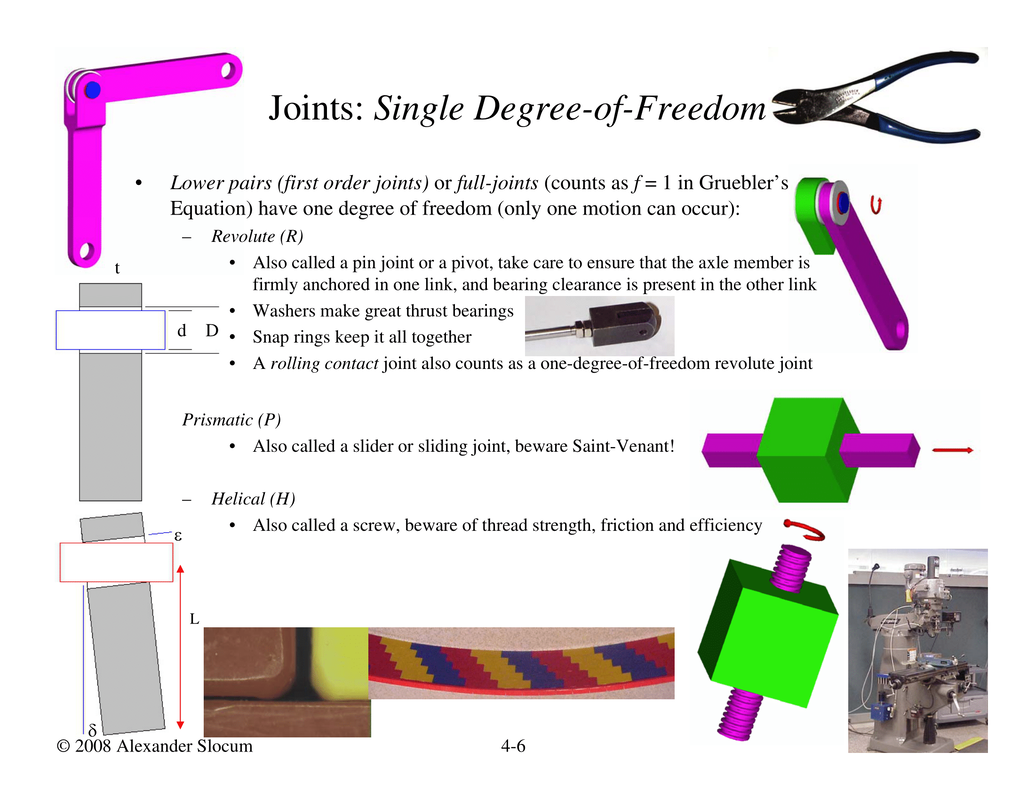 Joints: Single Degree-of-Freedom
• Lower pairs (first order joints) or full-joints (counts as f = 1 in Gruebler's
Equation) have one degree of freedom (only one motion can occur):
– Revolute (R)
• Also called a pin joint or a pivot, take care to ensure that the axle member is
firmly anchored in one link, and bearing clearance is present in the other link
• Washers make great thrust bearings
• Snap rings keep it all together
• A rolling contact joint also counts as a one-degree-of-freedom revolute joint
Prismatic (P)
• Also called a slider or sliding joint, beware Saint-Venant!
– Helical (H)
• Also called a screw, beware of thread strength, friction and efficiency
t
d D
ε
L
δ
© 2008 Alexander Slocum
4-6